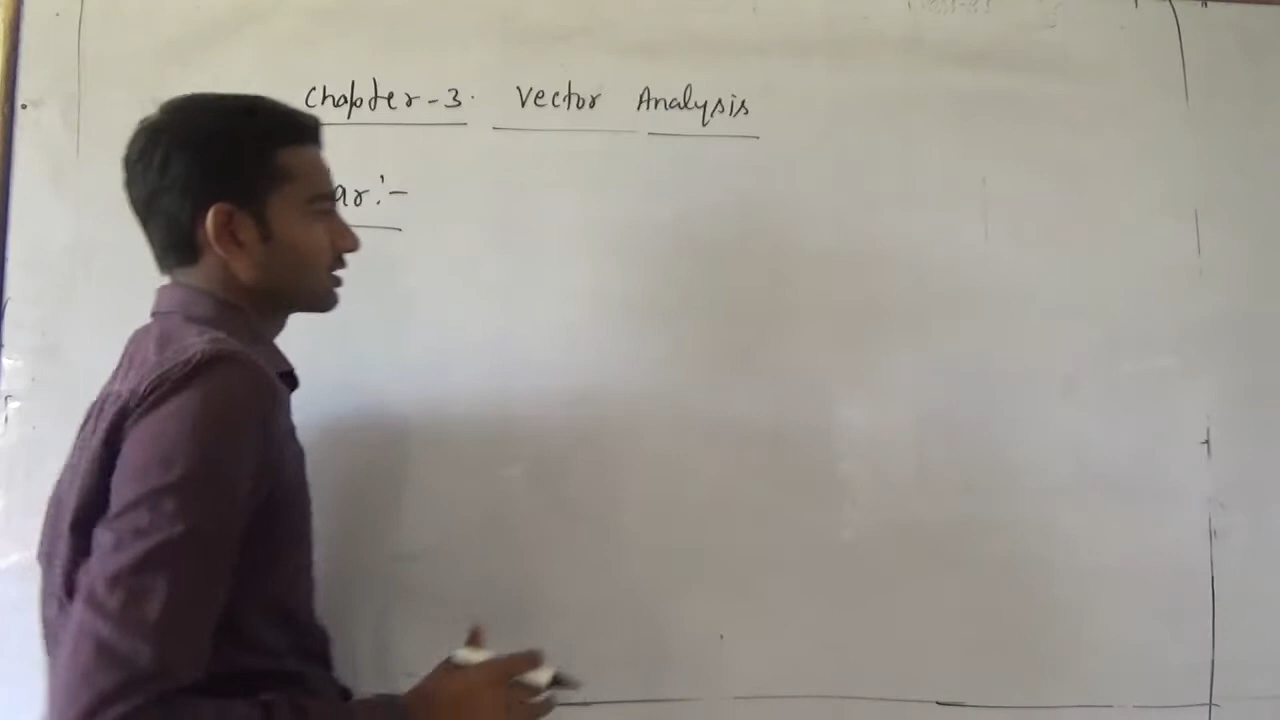 Chapter-3. Vector Analysis
ar:-